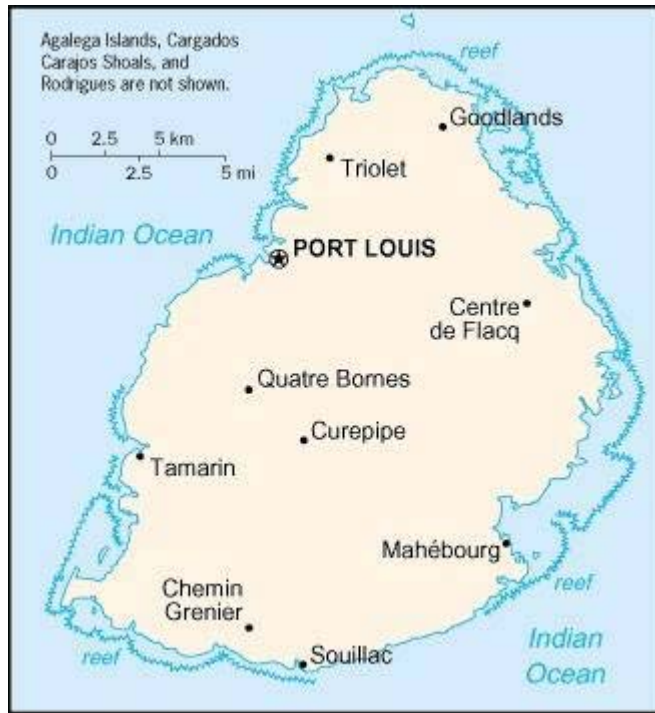 Agalega Islands, Cargados
Carajos Shoals, and
Rodrigues are not shown.
reef
0 2.5 5 km
0 2.5 5 mi
Goodlands
Triolet
Indian Ocean
PORT LOUIS
Centre
de Flacq
Quatre Bornes
Curepipe
Tamarin
Mahébourg
reef
Chemin
Grenier
reef
Souillac
Indian
Ocean